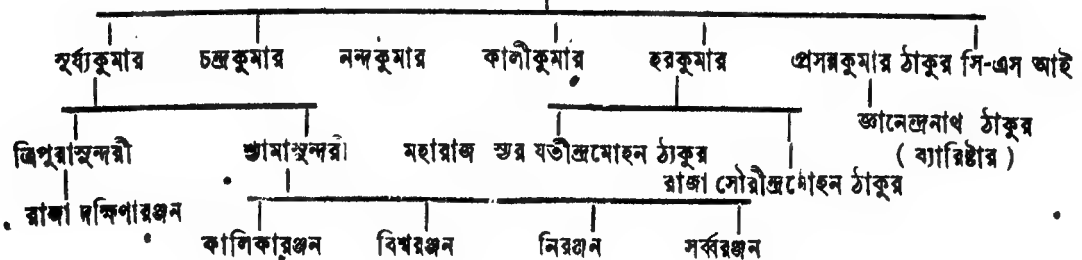 সূর্য্যকুমার চন্দ্রকুমার নন্দকুমার কালীকুমার হরকুমার প্রসন্নকুমার ঠাকুর সি-এস আই
ত্রিপুরাসুন্দরী শ্যামাসুন্দরী মহারাজ স্যর যতীন্দ্রমোহন ঠাকুর জ্ঞানেন্দ্রনাথ ঠাকুর
( ব্যারিষ্টার )
রাজা সৌরীন্দ্রমোহন ঠাকুর
রাজা দক্ষিণারঞ্জন
কালিকারঞ্জন বিশ্বরঞ্জন নিরঞ্জন সর্ব্বরঞ্জন